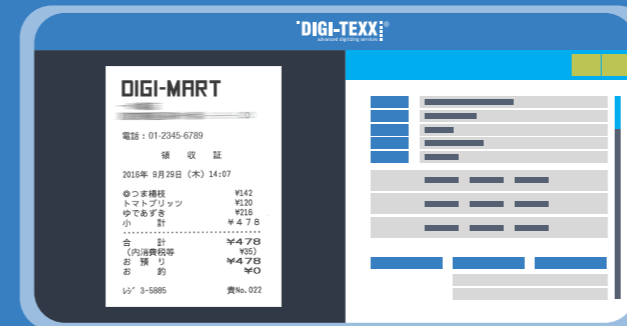 DIGI-TEXX®
advanced digitizing services
DIGI-MART
電話：01-2345-6789
領 収 証
2016年 9月29日（木）14:07
◎つま楊枝 ¥142
トマトプリッツ ¥120
ゆであずき ¥216
小 計 ¥478
合 計 ¥478
(内消費税等 ¥35)
お 預 り ¥478
お 釣 ¥0
ﾚｼﾞ 3-5885 責No.022